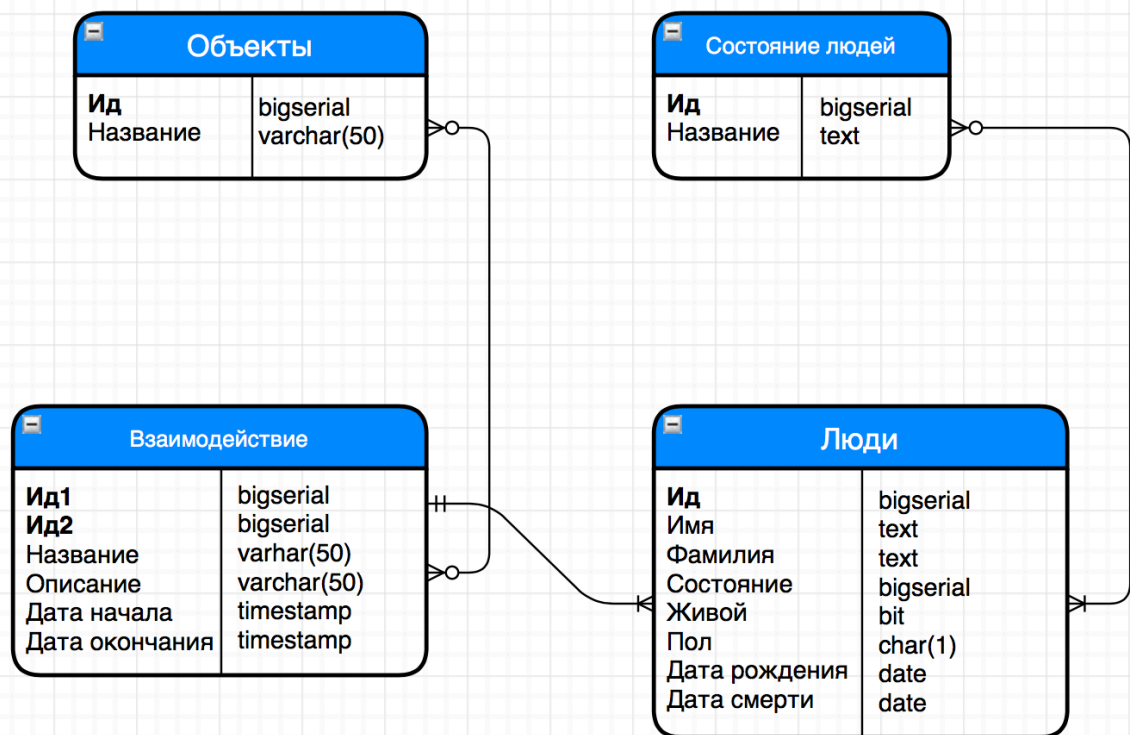 Объекты
Ид bigserial
Название varchar(50)
Состояние людей
Ид bigserial
Название text
Взаимодействие
Ид1 bigserial
Ид2 bigserial
Название varhar(50)
Описание varchar(50)
Дата начала timestamp
Дата окончания timestamp
Люди
Ид bigserial
Имя text
Фамилия text
Состояние bigserial
Живой bit
Пол char(1)
Дата рождения date
Дата смерти date